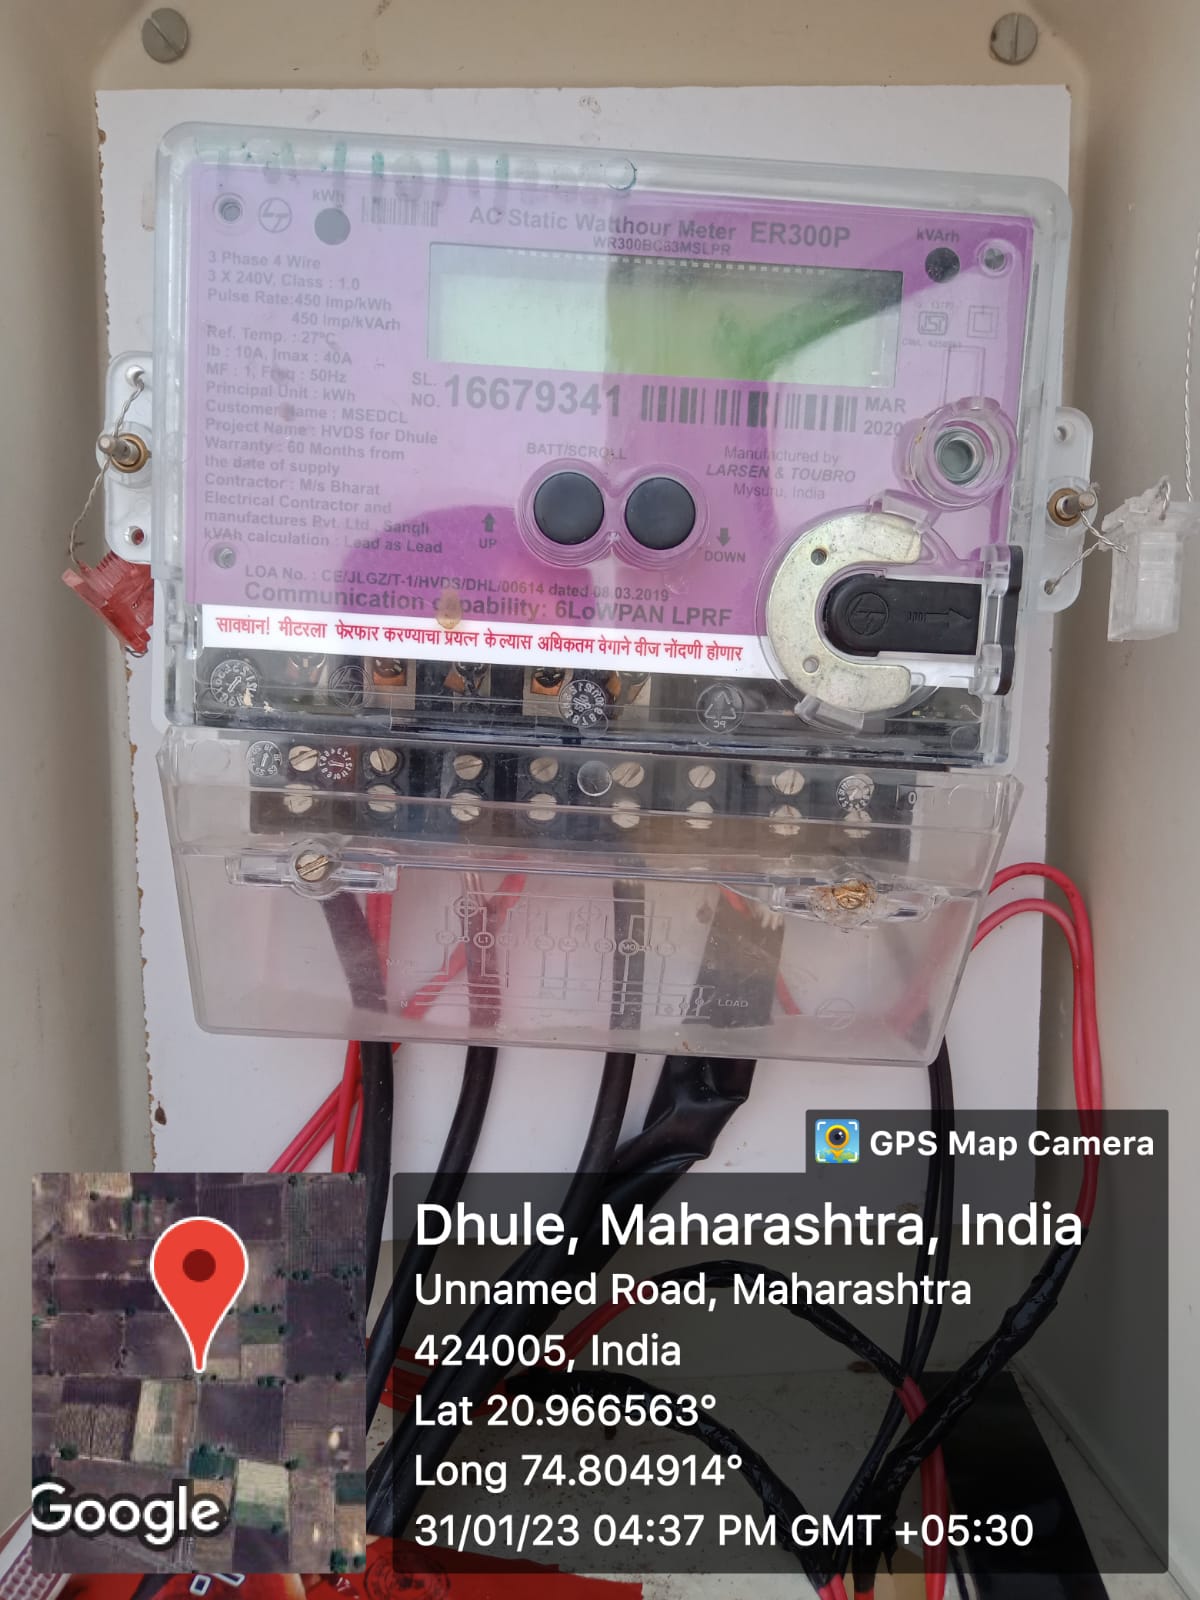 kWh
AC Static Watthour Meter ER300P
WR300BC63MSLPR
kVArh
3 Phase 4 Wire
3 X 240V, Class : 1.0
Pulse Rate:450 Imp/kWh
450 Imp/kVArh
Ref. Temp. : 27°C
Ib : 10A, Imax : 40A
MF : 1, Freq : 50Hz
Principal Unit : kWh
Customer Name : MSEDCL
Project Name : HVDS for Dhule
Warranty : 60 Months from
the date of supply
Contractor : M/s Bharat
Electrical Contractor and
manufactures Pvt. Ltd., Sangli
kVAh calculation : Lead as Lead
SL.
NO. 16679341
MAR
2020
BATT/SCROLL
UP
DOWN
Manufactured by
LARSEN & TOUBRO
Mysuru, India
LOA No. : CE/JLGZ/T-1/HVDS/DHL/00614 dated 08.03.2019
Communication capability: 6LoWPAN LPRF
सावधान! मीटरला फेरफार करण्याचा प्रयत्न केल्यास अधिकतम वेगाने वीज नोंदणी होणार
LOAD
GPS Map Camera
Dhule, Maharashtra, India
Unnamed Road, Maharashtra
424005, India
Lat 20.966563°
Long 74.804914°
31/01/23 04:37 PM GMT +05:30
Google